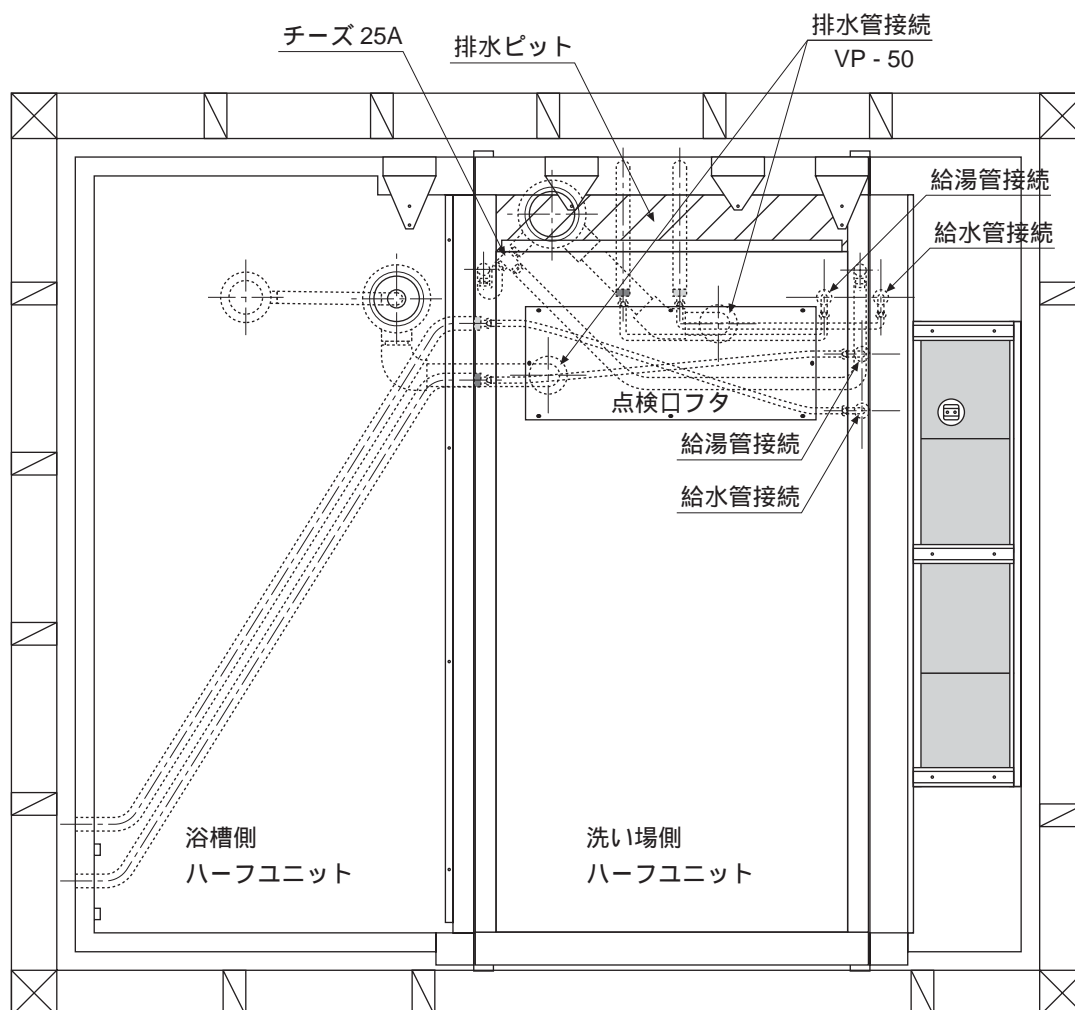 チーズ 25A
排水ピット
排水管接続
VP - 50
給湯管接続
給水管接続
点検口フタ
給湯管接続
給水管接続
浴槽側
ハーフユニット
洗い場側
ハーフユニット